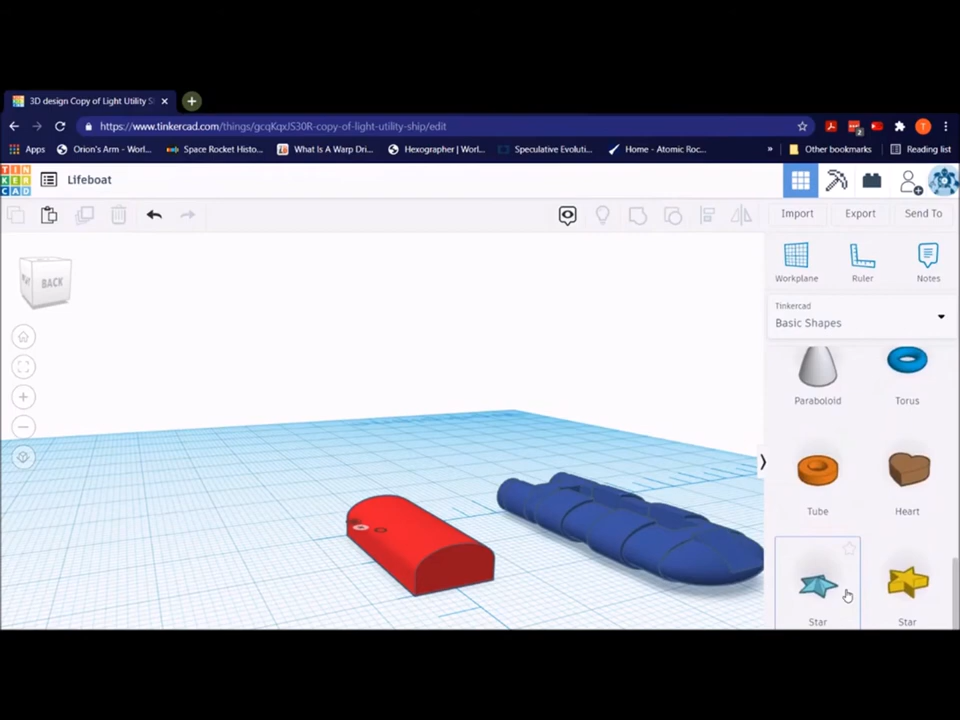 3D design Copy of Light Utility S
https://www.tinkercad.com/things/gcqKqxJS30R-copy-of-light-utility-ship/edit
Apps Orion's Arm - Worl... Space Rocket Histo... What Is A Warp Dri... Hexographer | Worl... Speculative Evoluti... Home - Atomic Roc... » Other bookmarks Reading list
TIN
KER
CAD
Lifeboat
Import Export Send To
BACK
Workplane Ruler Notes
Tinkercad
Basic Shapes
Paraboloid Torus
Tube Heart
Star Star